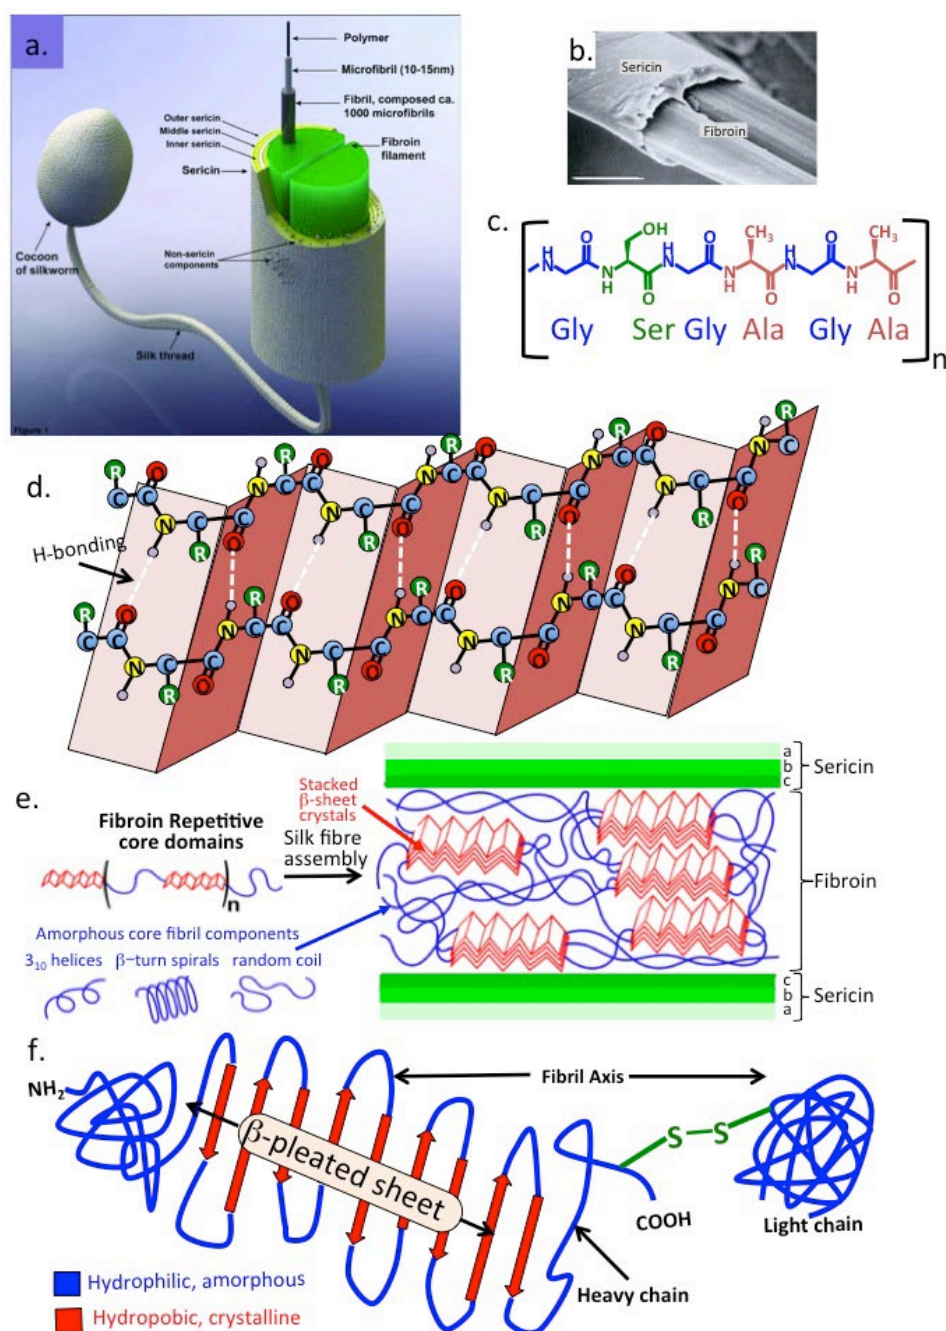 a.
Polymer
Microfibril (10-15nm)
Fibril, composed ca.
1000 microfibrils
Outer sericin
Middle sericin
Inner sericin
Sericin
Fibroin
filament
Non-sericin
components
Cocoon
of silkworm
Silk thread
Figure 1
b.
Sericin
Fibroin
c.
OH
CH₃
CH₃
H
N
O
N
H
O
H
N
O
N
H
O
H
N
O
N
H
O
Gly Ser Gly Ala Gly Ala
n
d.
H-bonding
R R R R R R R
C C O N C C O N C C O N C C O N C C O N C C O N C C O N C
R R R R R R R
C C O N C C O N C C O N C C O N C C O N C C O N C C O N C
e.
Fibroin Repetitive
core domains
n
Silk fibre
assembly
Stacked
β-sheet
crystals
a
b
c
Sericin
Fibroin
c
b
a
Sericin
Amorphous core fibril components
3₁₀ helices β−turn spirals random coil
f.
NH₂
β-pleated sheet
Fibril Axis
S–S
COOH
Light chain
Heavy chain
Hydrophilic, amorphous
Hydropobic, crystalline